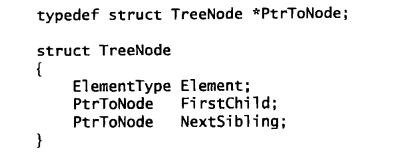 typedef struct TreeNode *PtrToNode;
struct TreeNode
{
ElementType Element;
PtrToNode FirstChild;
PtrToNode NextSibling;
}